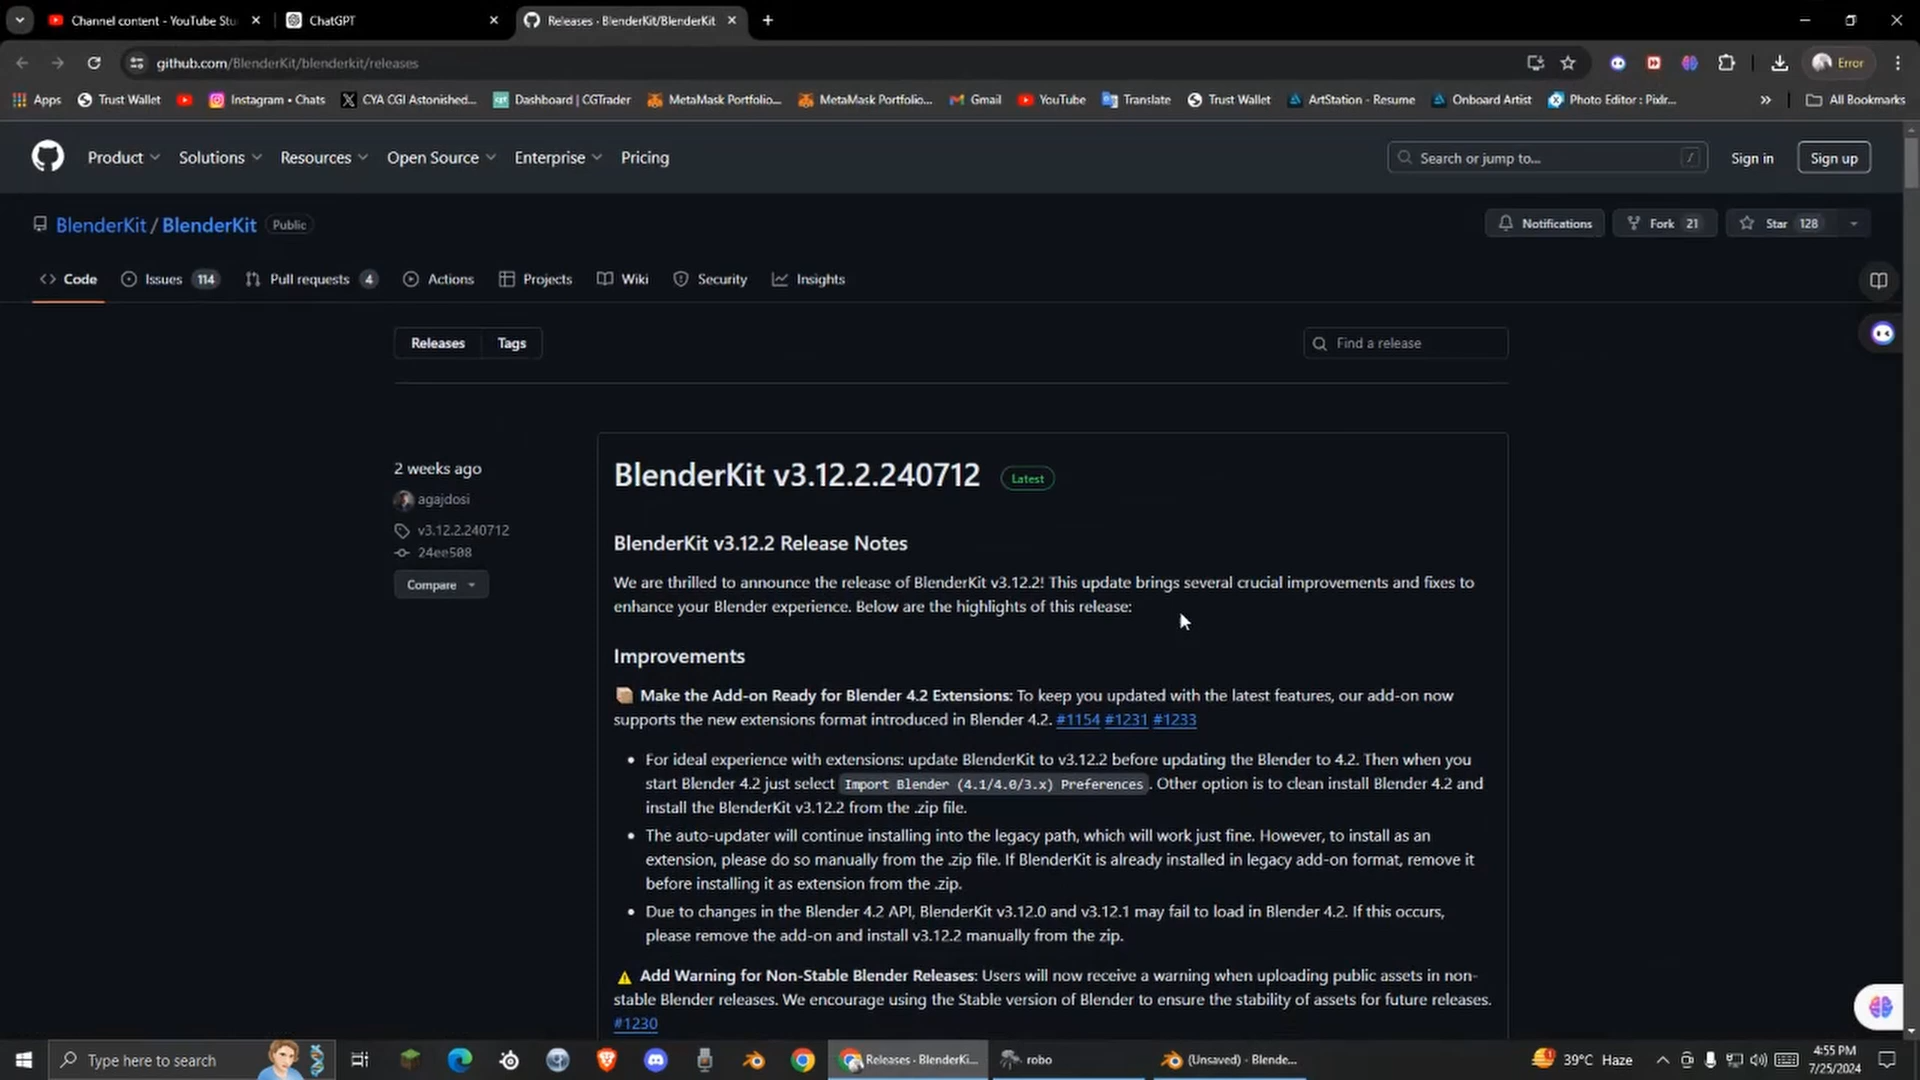 Channel content - YouTube Stu
ChatGPT
Releases · BlenderKit/BlenderKit
github.com/BlenderKit/blenderkit/releases
Error
Apps
Trust Wallet
Instagram • Chats
CYA CGI Astonished...
Dashboard | CGTrader
MetaMask Portfolio...
MetaMask Portfolio...
Gmail
YouTube
Translate
Trust Wallet
ArtStation - Resume
Onboard Artist
Photo Editor : Pixlr...
All Bookmarks
Product
Solutions
Resources
Open Source
Enterprise
Pricing
Search or jump to...
/
Sign in
Sign up
BlenderKit / BlenderKit
Public
Notifications
Fork 21
Star 128
Code
Issues 114
Pull requests 4
Actions
Projects
Wiki
Security
Insights
Releases
Tags
Find a release
2 weeks ago
agajdosi
v3.12.2.240712
24ee508
Compare
BlenderKit v3.12.2.240712
Latest
BlenderKit v3.12.2 Release Notes
We are thrilled to announce the release of BlenderKit v3.12.2! This update brings several crucial improvements and fixes to
enhance your Blender experience. Below are the highlights of this release:
Improvements
Make the Add-on Ready for Blender 4.2 Extensions: To keep you updated with the latest features, our add-on now
supports the new extensions format introduced in Blender 4.2. #1154 #1231 #1233
• For ideal experience with extensions: update BlenderKit to v3.12.2 before updating the Blender to 4.2. Then when you
start Blender 4.2 just select Import Blender (4.1/4.0/3.x) Preferences. Other option is to clean install Blender 4.2 and
install the BlenderKit v3.12.2 from the .zip file.
• The auto-updater will continue installing into the legacy path, which will work just fine. However, to install as an
extension, please do so manually from the .zip file. If BlenderKit is already installed in legacy add-on format, remove it
before installing it as extension from the .zip.
• Due to changes in the Blender 4.2 API, BlenderKit v3.12.0 and v3.12.1 may fail to load in Blender 4.2. If this occurs,
please remove the add-on and install v3.12.2 manually from the zip.
Add Warning for Non-Stable Blender Releases: Users will now receive a warning when uploading public assets in non-
stable Blender releases. We encourage using the Stable version of Blender to ensure the stability of assets for future releases.
#1230
Type here to search
Releases · BlenderKi...
robo
(Unsaved) - Blende...
39°C Haze
4:55 PM
7/25/2024